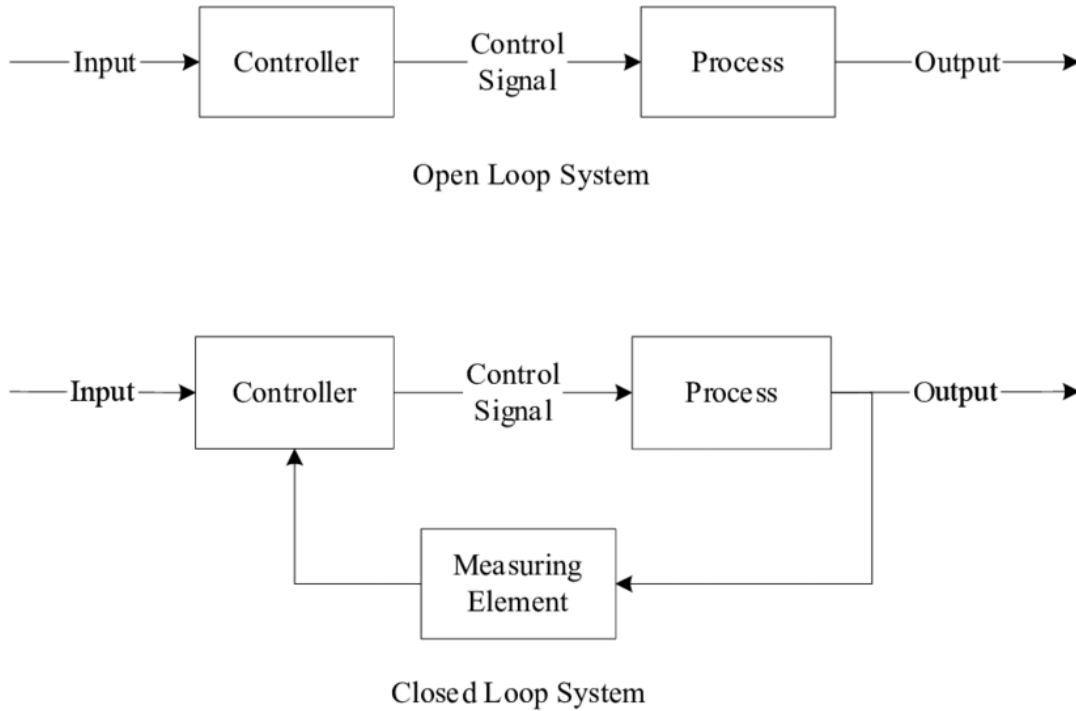 Input
Controller
Control
Signal
Process
Output
Open Loop System
Input
Controller
Control
Signal
Process
Output
Measuring
Element
Closed Loop System